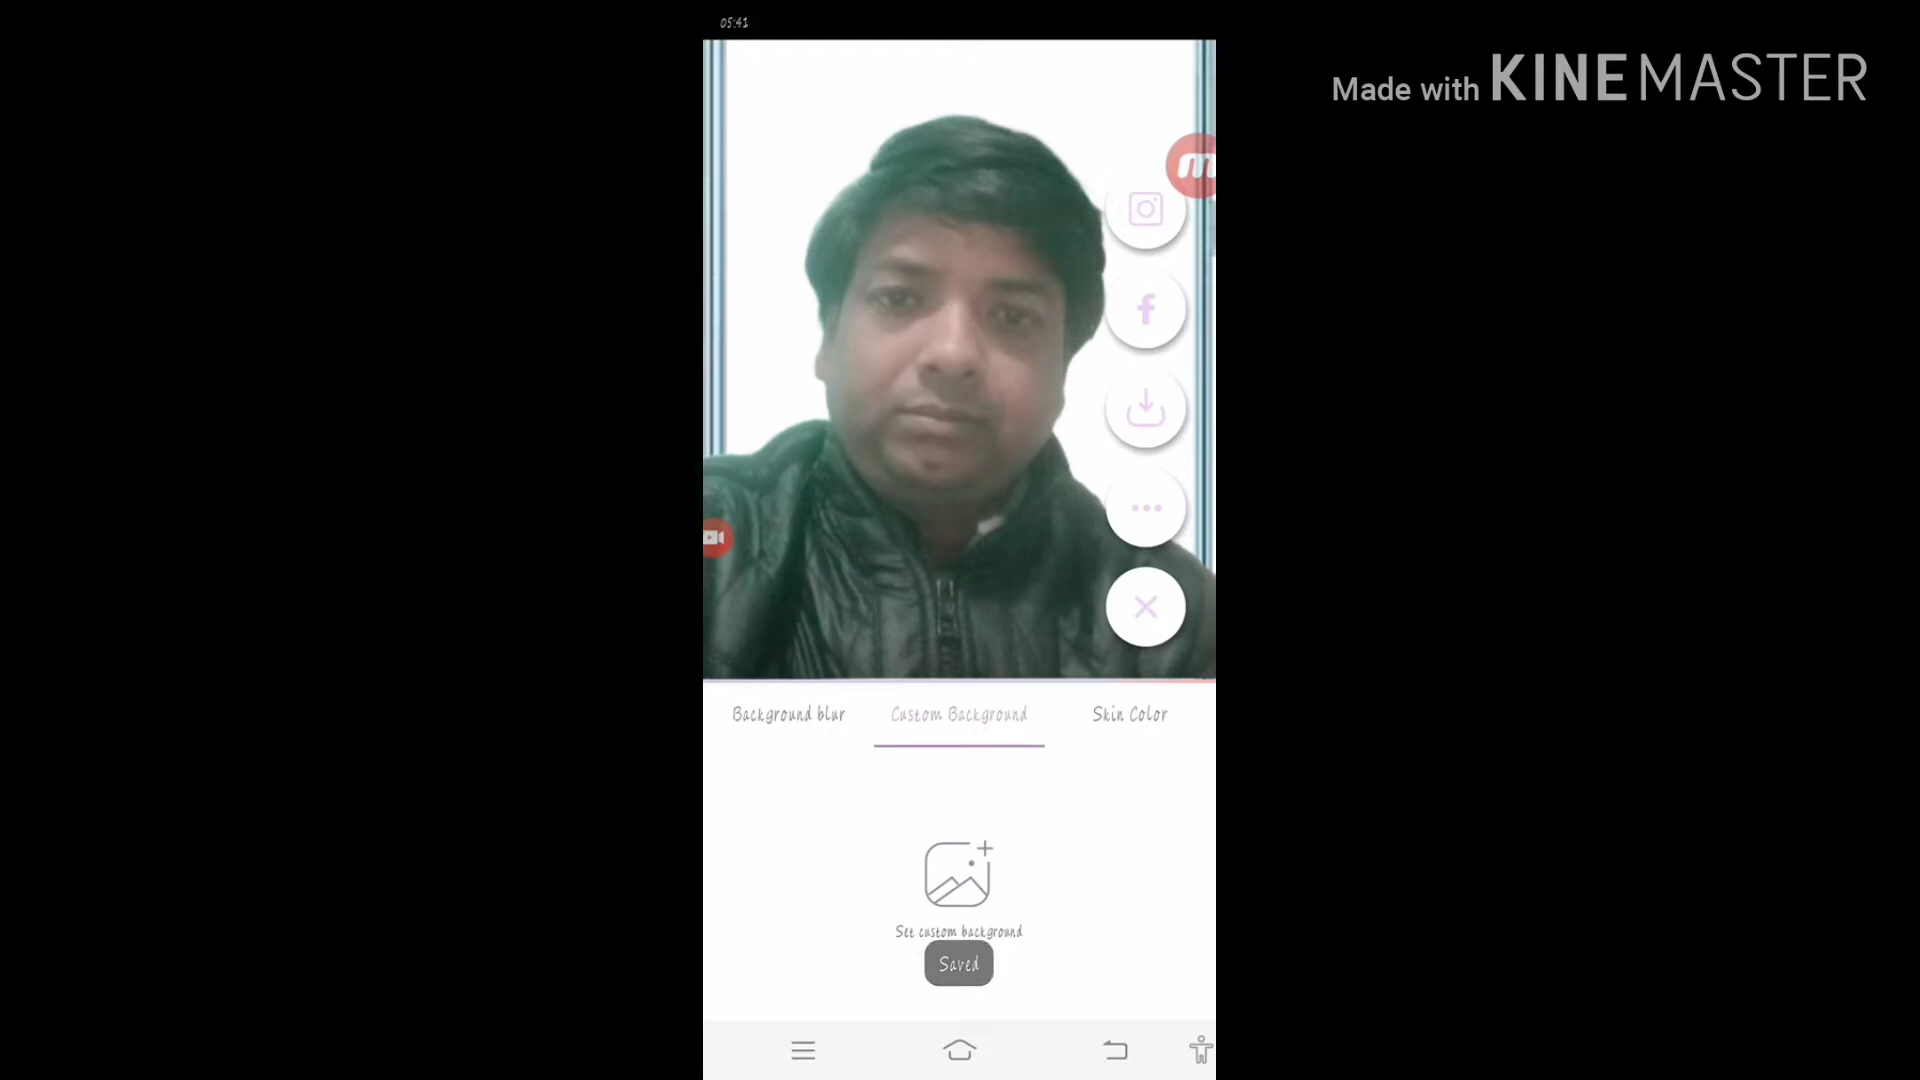 05:41
Made with KINEMASTER
Background blur
Custom Background
Skin Color
Set custom background
Saved